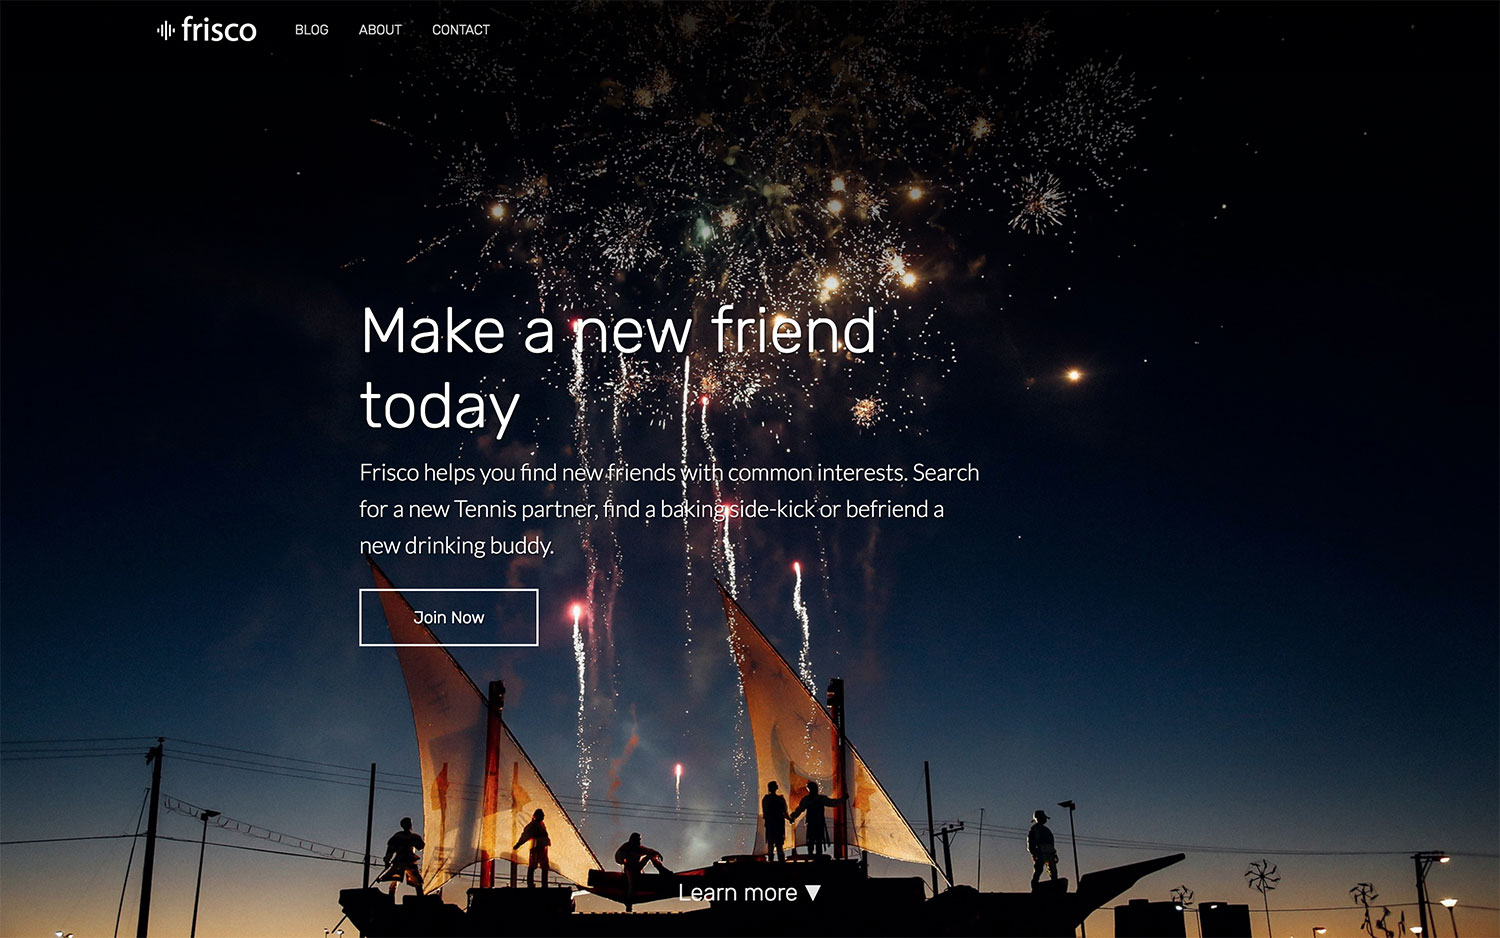 frisco BLOG ABOUT CONTACT
Make a new friend
today
Frisco helps you find new friends with common interests. Search
for a new Tennis partner, find a baking side-kick or befriend a
new drinking buddy.
Join Now
Learn more ▼